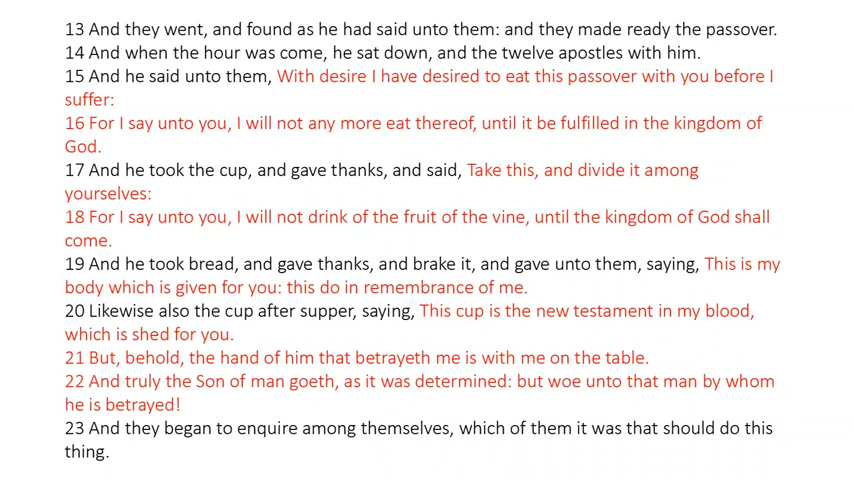 13 And they went, and found as he had said unto them: and they made ready the passover.
14 And when the hour was come, he sat down, and the twelve apostles with him.
15 And he said unto them, With desire I have desired to eat this passover with you before I
suffer:
16 For I say unto you, I will not any more eat thereof, until it be fulfilled in the kingdom of
God.
17 And he took the cup, and gave thanks, and said, Take this, and divide it among
yourselves:
18 For I say unto you, I will not drink of the fruit of the vine, until the kingdom of God shall
come.
19 And he took bread, and gave thanks, and brake it, and gave unto them, saying, This is my
body which is given for you: this do in remembrance of me.
20 Likewise also the cup after supper, saying, This cup is the new testament in my blood,
which is shed for you.
21 But, behold, the hand of him that betrayeth me is with me on the table.
22 And truly the Son of man goeth, as it was determined: but woe unto that man by whom
he is betrayed!
23 And they began to enquire among themselves, which of them it was that should do this
thing.